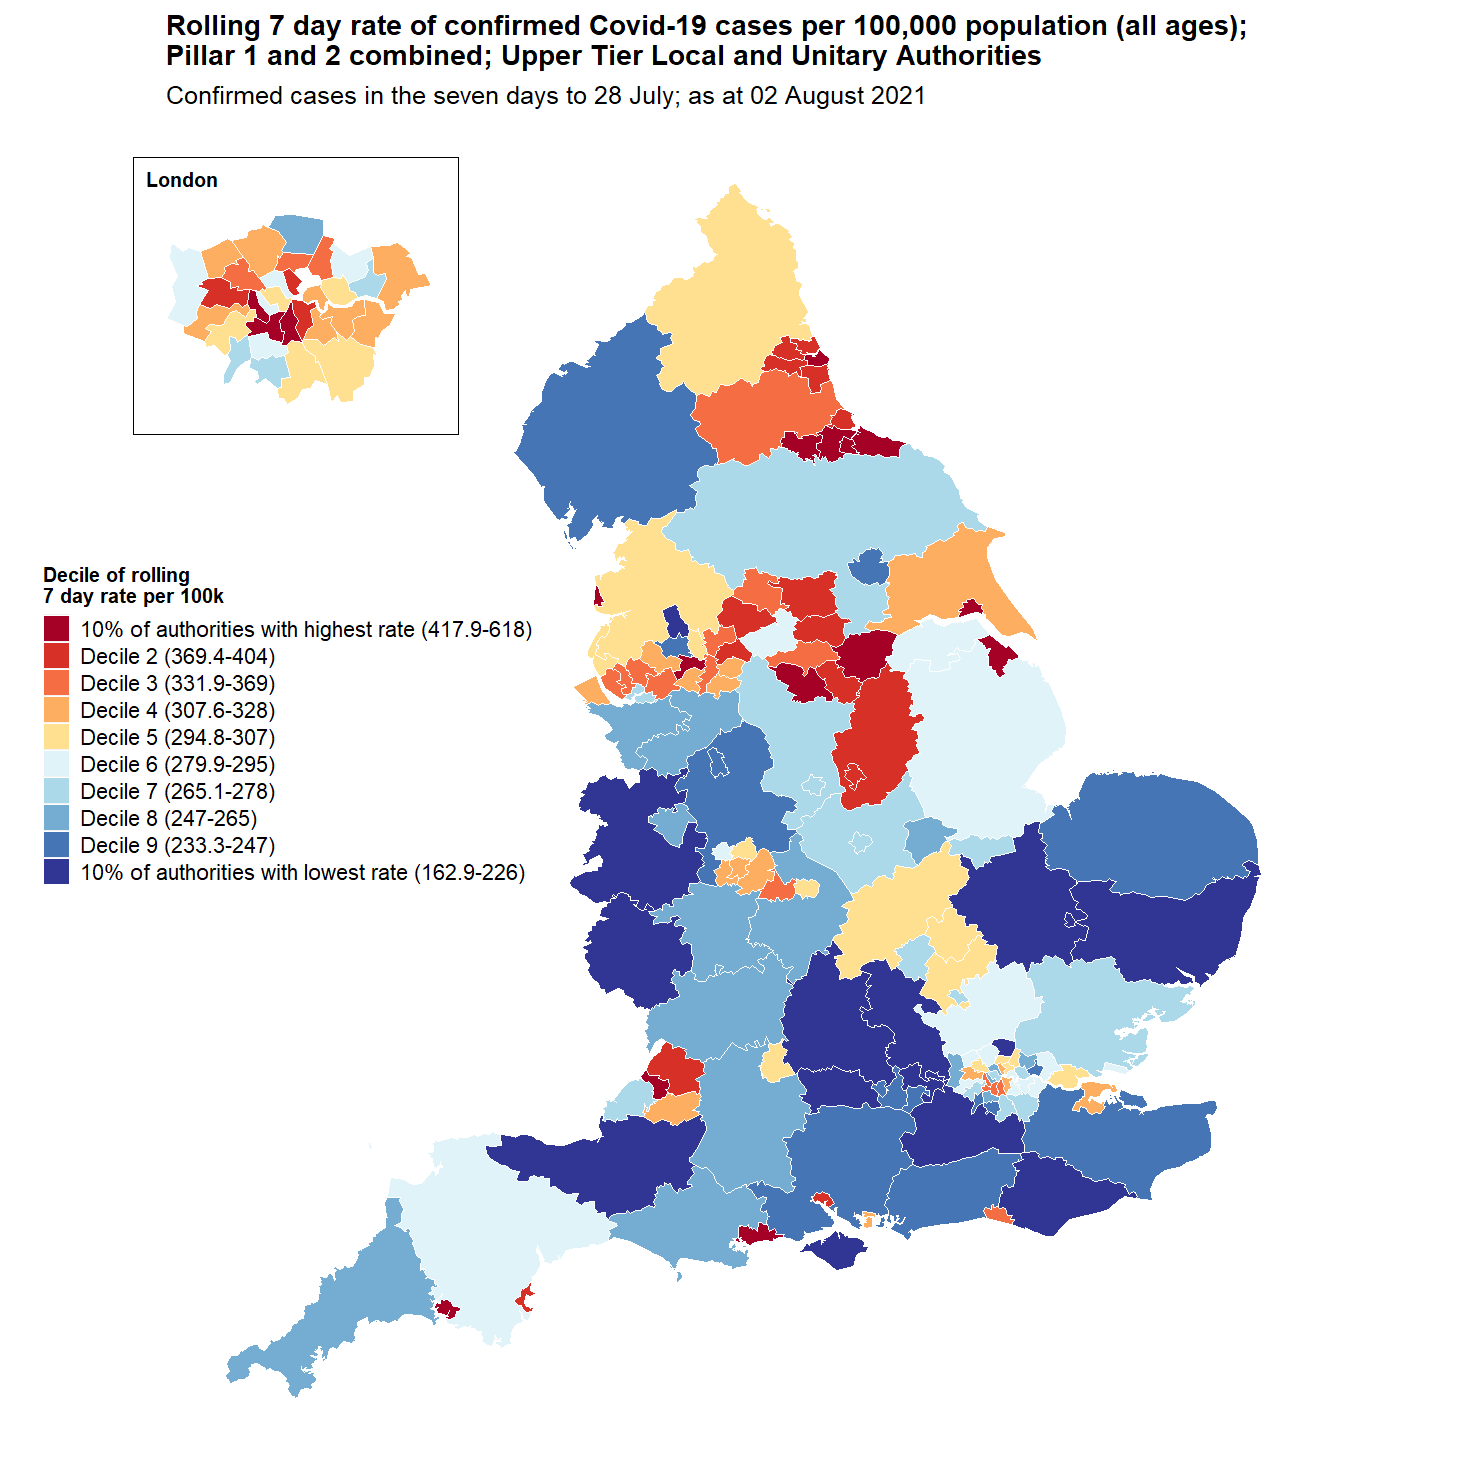 Rolling 7 day rate of confirmed Covid-19 cases per 100,000 population (all ages);
Pillar 1 and 2 combined; Upper Tier Local and Unitary Authorities
Confirmed cases in the seven days to 28 July; as at 02 August 2021
London
Decile of rolling
7 day rate per 100k
10% of authorities with highest rate (417.9-618)
Decile 2 (369.4-404)
Decile 3 (331.9-369)
Decile 4 (307.6-328)
Decile 5 (294.8-307)
Decile 6 (279.9-295)
Decile 7 (265.1-278)
Decile 8 (247-265)
Decile 9 (233.3-247)
10% of authorities with lowest rate (162.9-226)